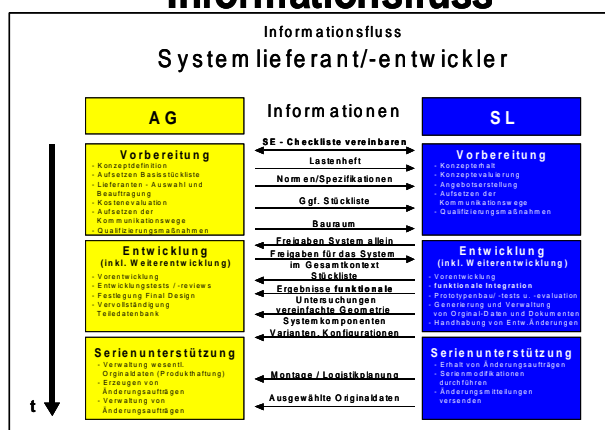 Informationsfluss
Informationsfluss
Systemlieferant/-entwickler
AG
Informationen
SL
Vorbereitung
- Konzeptdefinition
- Aufsetzen Basisstückliste
- Lieferanten - Auswahl und
Beauftragung
- Kostenevaluation
- Aufsetzen der
Kommunikationswege
- Qualifizierungsmaßnahmen
SE - Checkliste vereinbaren
Lastenheft
Normen/Spezifikationen
Ggf. Stückliste
Bauraum
Vorbereitung
- Konzepterhalt
- Konzeptevaluierung
- Angebotserstellung
- Aufsetzen der
Kommunikationswege
- Qualifizierungsmaßnahmen
Entwicklung
(inkl. Weiterentwicklung)
- Vorentwicklung
- Entwicklungstests / -reviews
- Festlegung Final Design
- Vervollständigung
Teiledatenbank
Freigaben System allein
Freigaben für das System
im Gesamtkontext
Stückliste
Ergebnisse funktionale
Untersuchungen
vereinfachte Geometrie
Systemkomponenten
Varianten, Konfigurationen
Entwicklung
(inkl. Weiterentwicklung)
- Vorentwicklung
- funktionale Integration
- Prototypenbau/ -tests u. -evaluation
- Generierung und Verwaltung
von Orginal-Daten und Dokumenten
- Handhabung von Entw.Änderungen
Serienunterstützung
- Verwaltung wesentl.
Orginaldaten (Produkthaftung)
- Erzeugen von
Änderungsaufträgen
- Verwaltung von
Änderungsaufträgen
Montage / Logistikplanung
Ausgewählte Originaldaten
Serienunterstützung
- Erhalt von Änderungsaufträgen
- Serienmodifikationen
durchführen
- Änderungsmitteilungen
versenden
t